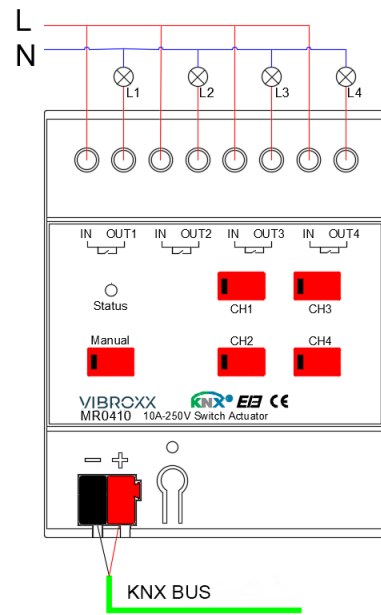 L
N
L1 L2 L3 L4
IN OUT1 IN OUT2 IN OUT3 IN OUT4
Status
CH1 CH3
Manual
CH2 CH4
VIBROXX KNX EIB CE
MR0410 10A-250V Switch Actuator
− +
KNX BUS